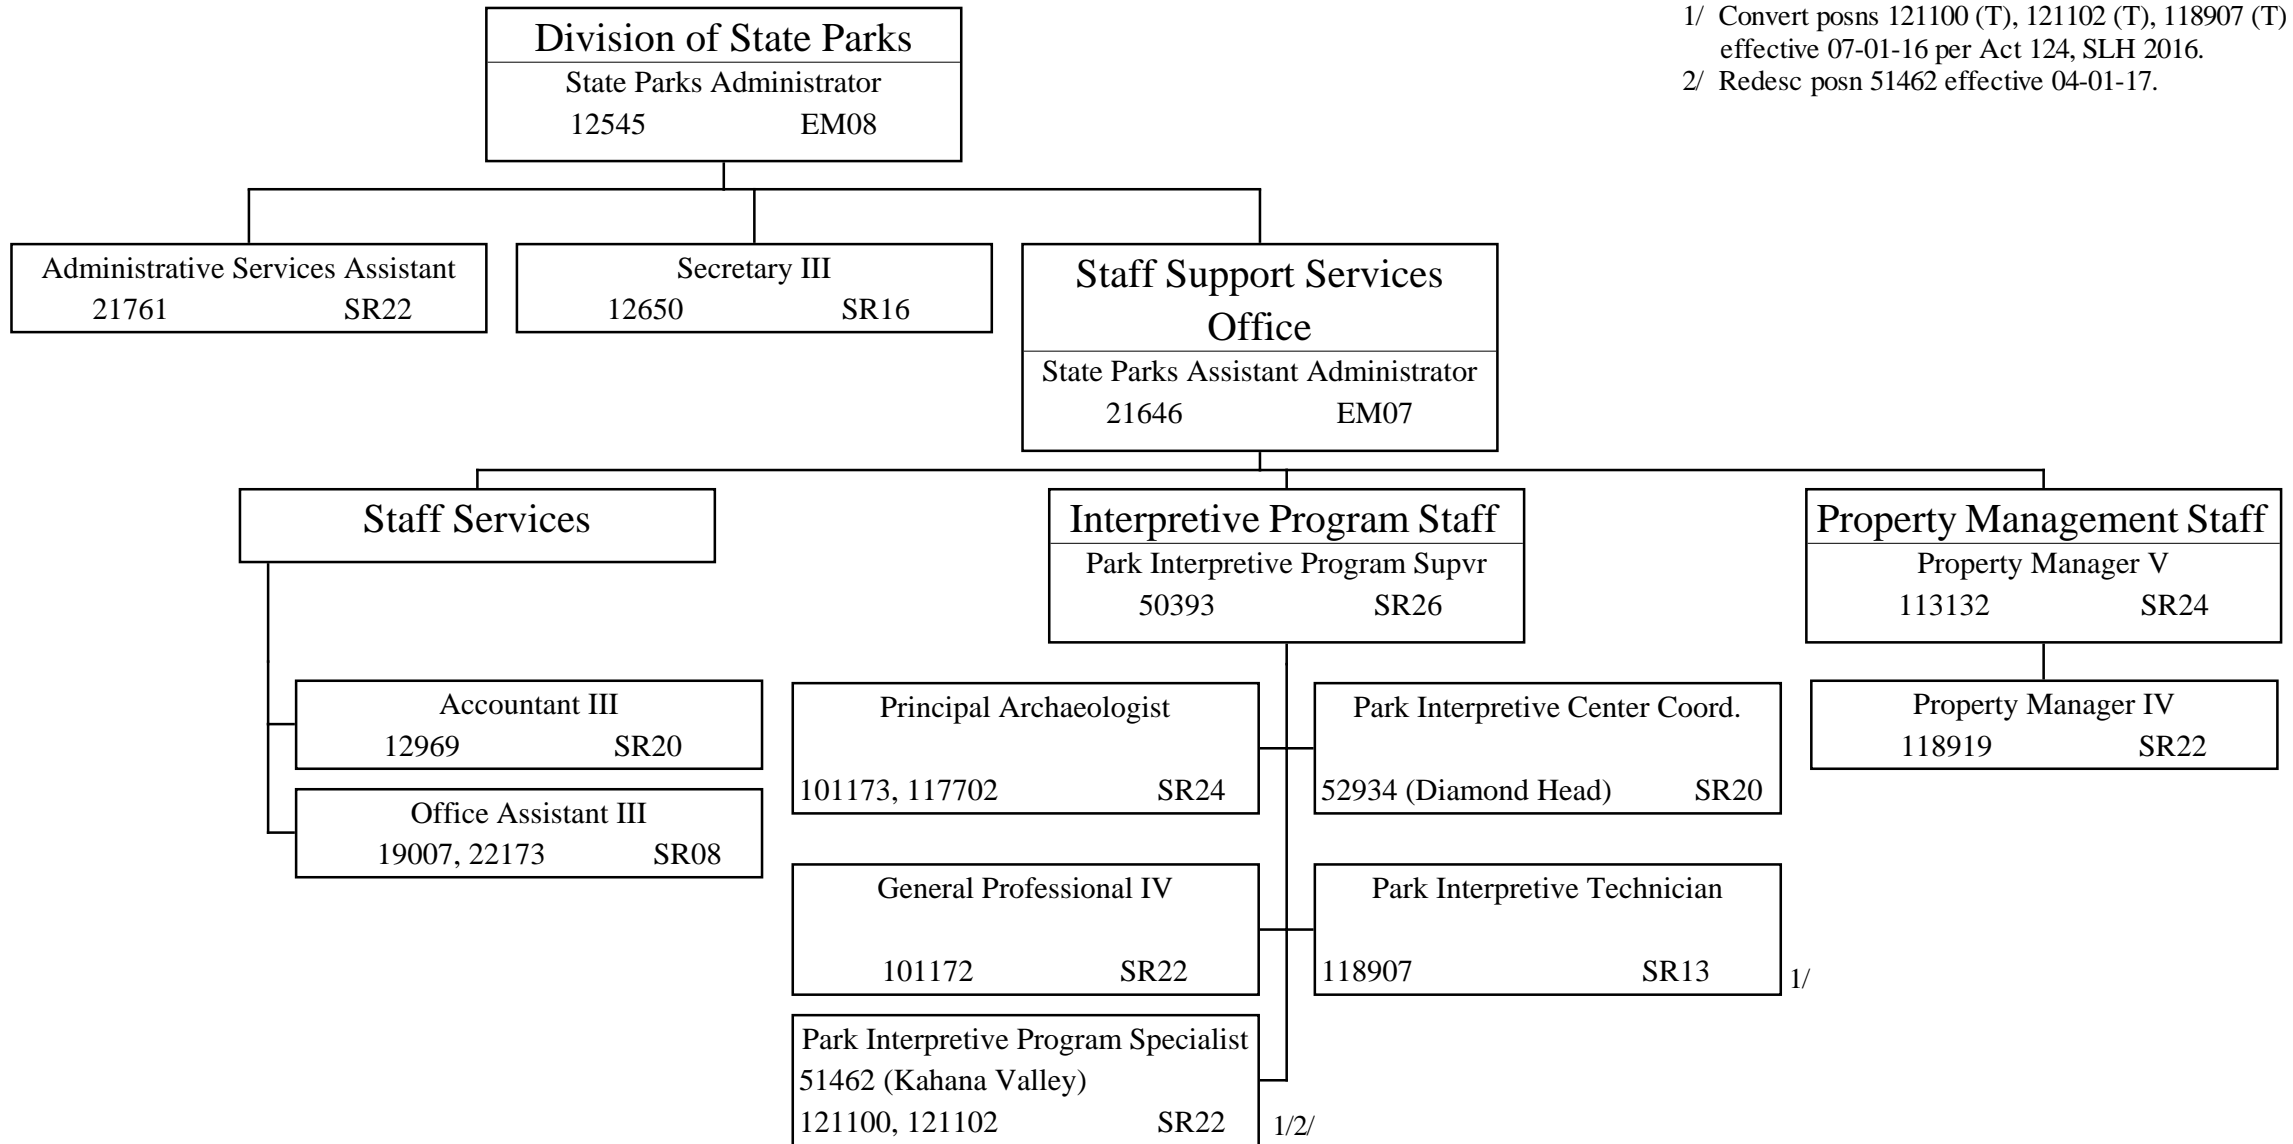 1/ Convert posns 121100 (T), 121102 (T), 118907 (T)
effective 07-01-16 per Act 124, SLH 2016.
2/ Redesc posn 51462 effective 04-01-17.
Division of State Parks
State Parks Administrator
12545 EM08
Administrative Services Assistant
21761 SR22
Secretary III
12650 SR16
Staff Support Services
Office
State Parks Assistant Administrator
21646 EM07
Staff Services
Interpretive Program Staff
Park Interpretive Program Supvr
50393 SR26
Property Management Staff
Property Manager V
113132 SR24
Accountant III
12969 SR20
Office Assistant III
19007, 22173 SR08
Principal Archaeologist
101173, 117702 SR24
Park Interpretive Center Coord.
52934 (Diamond Head) SR20
Property Manager IV
118919 SR22
General Professional IV
101172 SR22
Park Interpretive Technician
118907 SR13 1/
Park Interpretive Program Specialist
51462 (Kahana Valley)
121100, 121102 SR22 1/2/